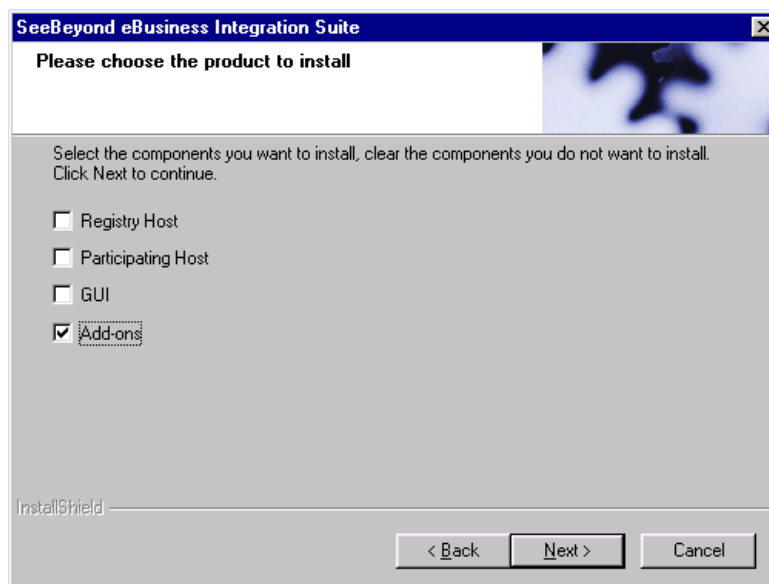 SeeBeyond eBusiness Integration Suite
Please choose the product to install
Select the components you want to install, clear the components you do not want to install.
Click Next to continue.
Registry Host
Participating Host
GUI
Add-ons
InstallShield
< Back
Next >
Cancel